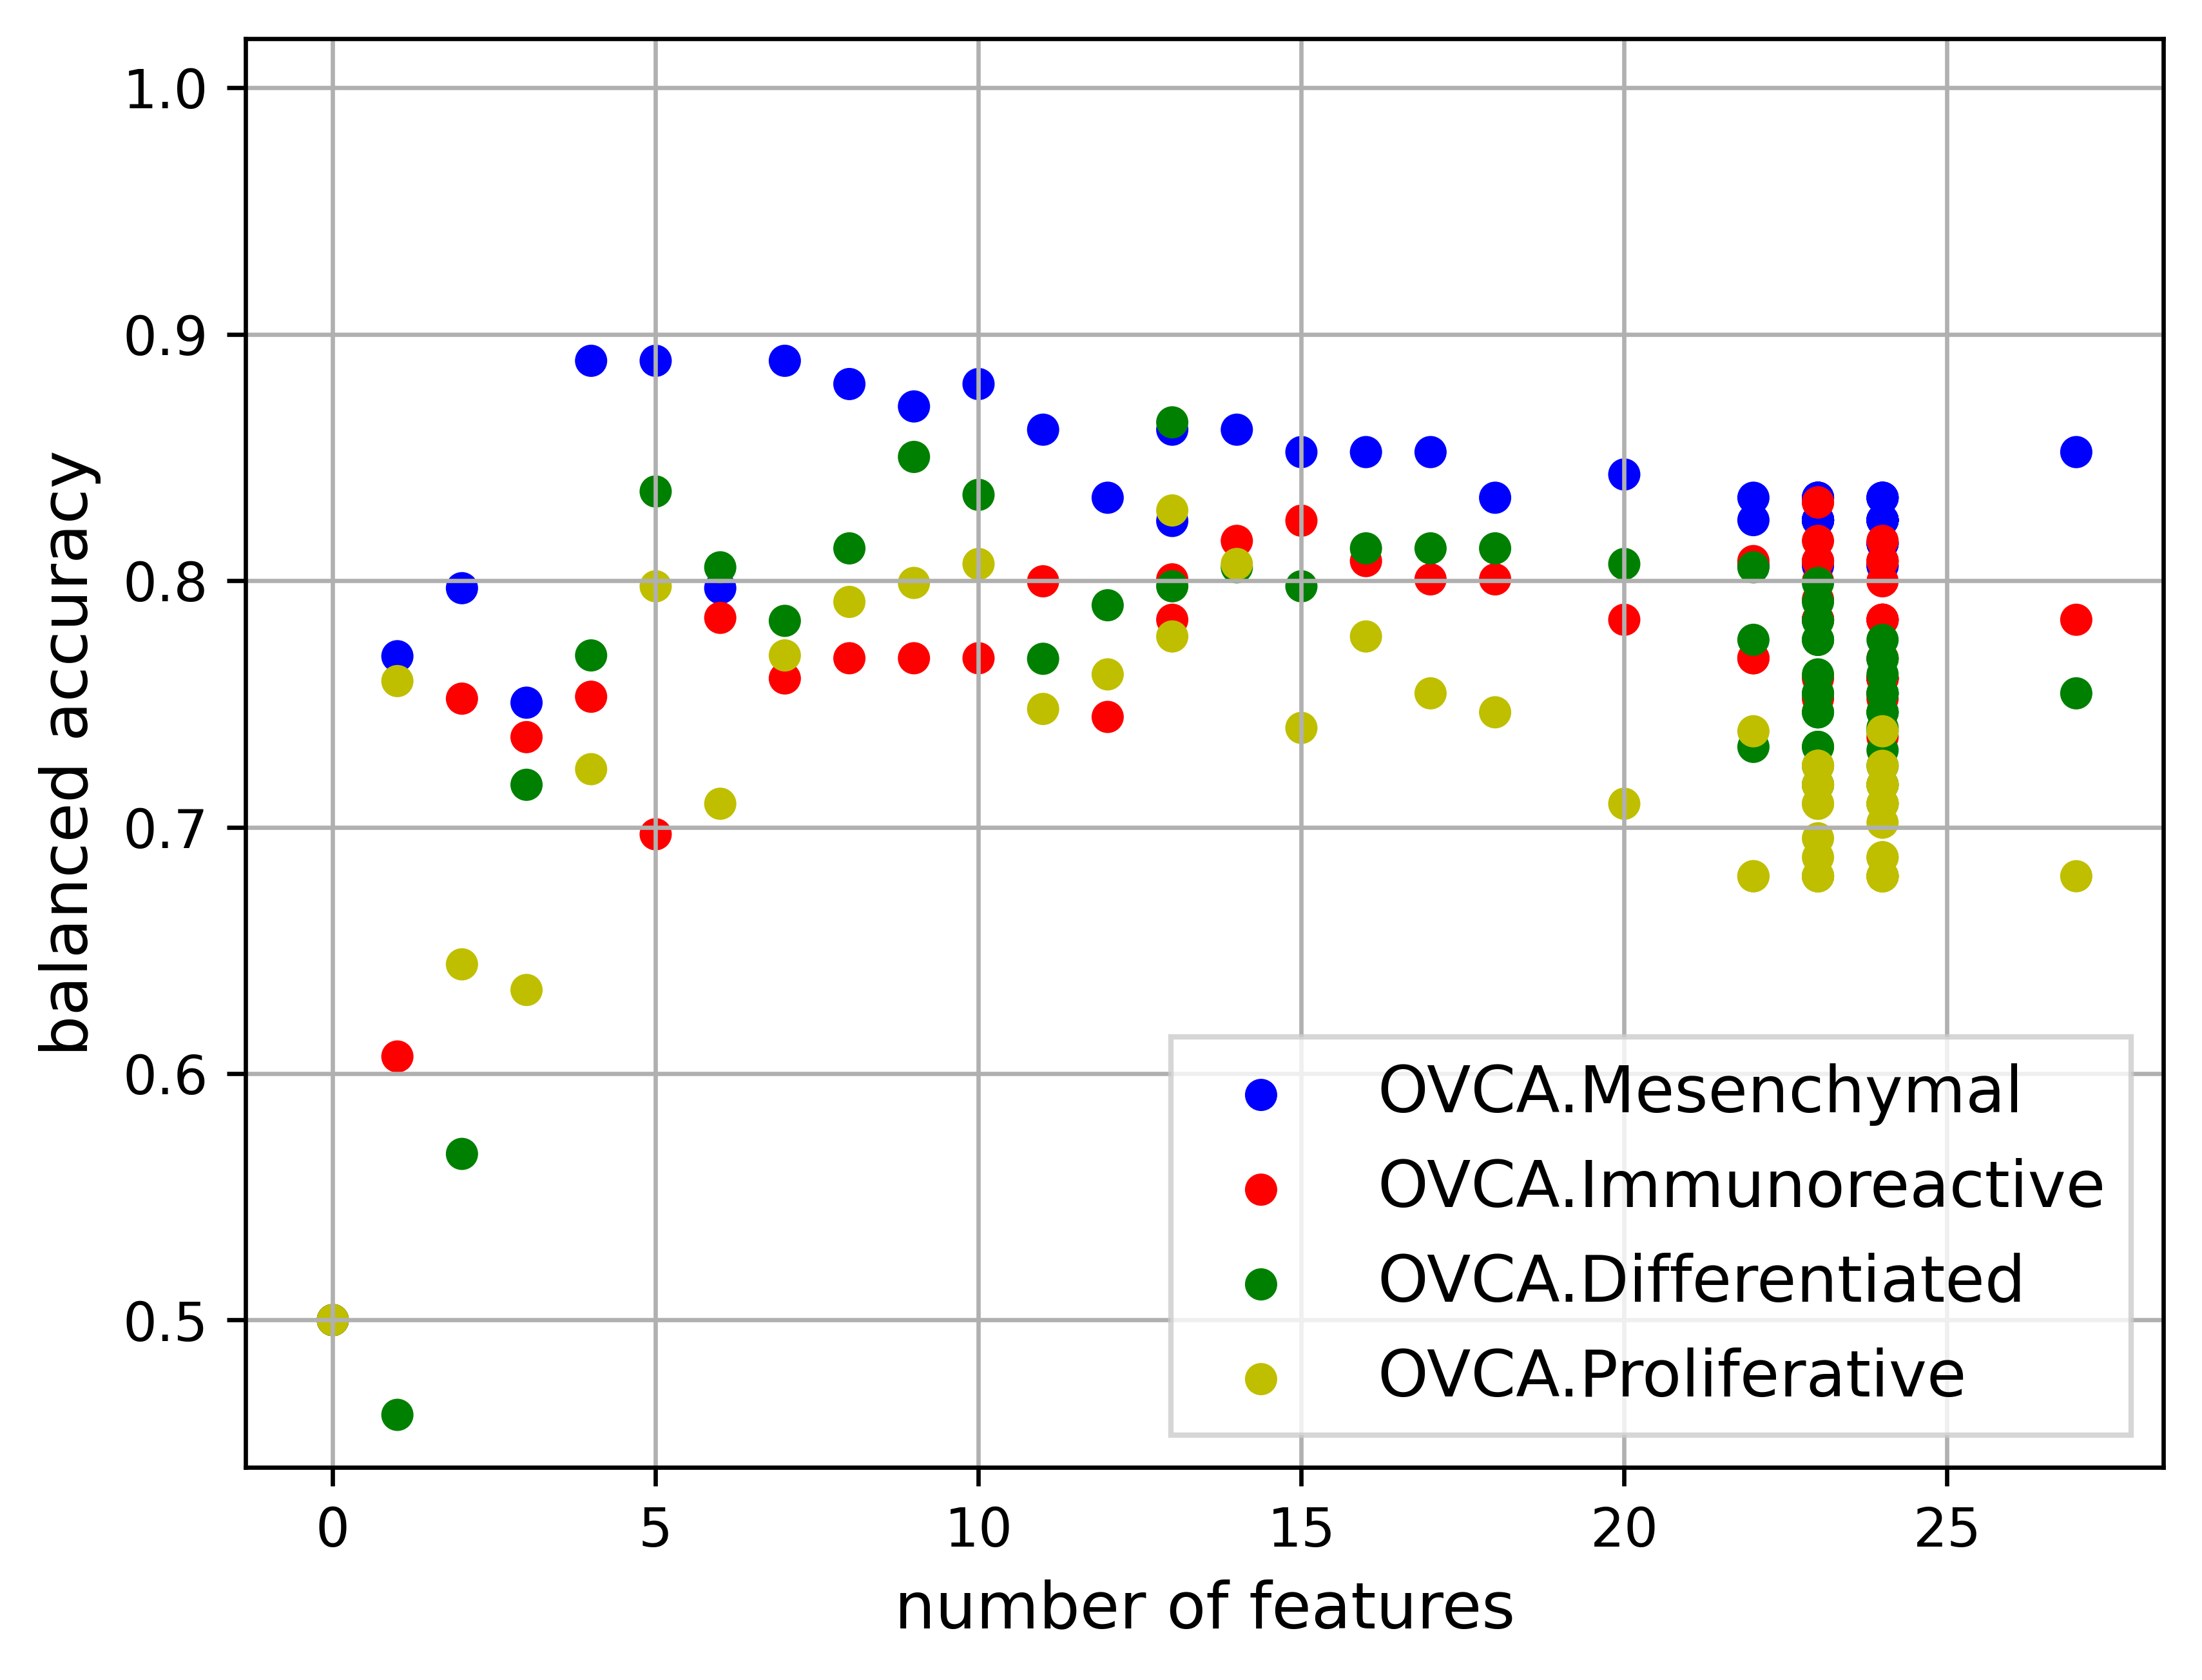 1.0
0.9
0.8
0.7
0.6
0.5
balanced accuracy
OVCA.Mesenchymal
OVCA.Immunoreactive
OVCA.Differentiated
OVCA.Proliferative
0 5 10 15 20 25
number of features